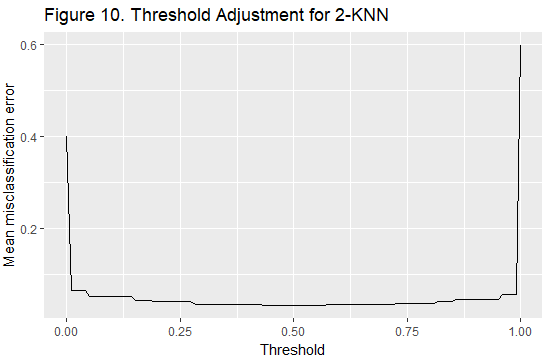 Figure 10. Threshold Adjustment for 2-KNN
Mean misclassification error
0.6
0.4
0.2
0.00 0.25 0.50 0.75 1.00
Threshold